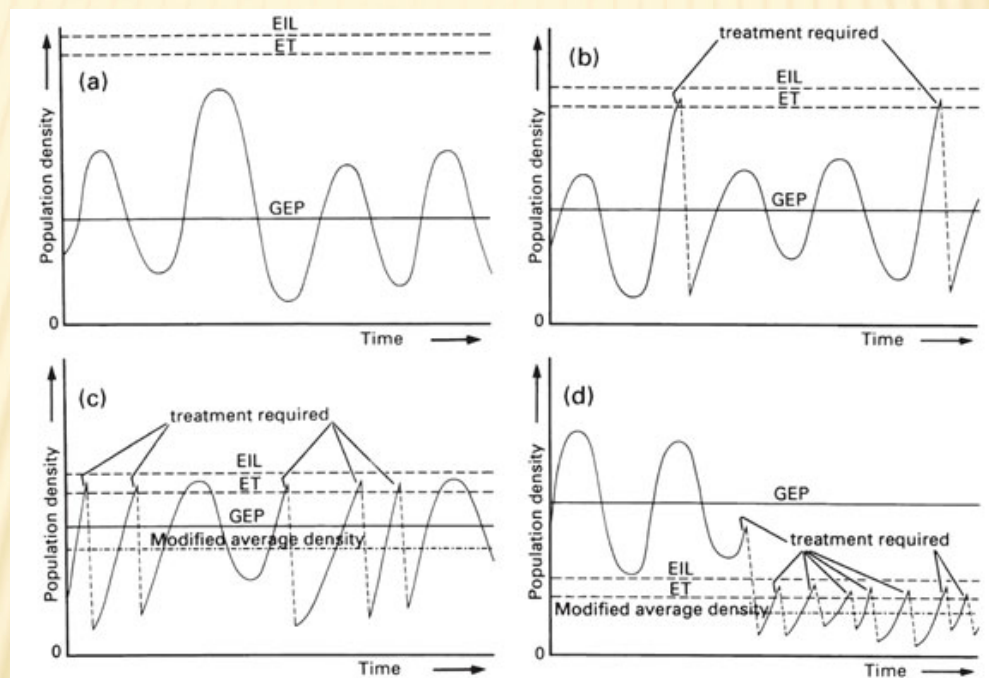 EIL
ET
(a)
GEP
Population density
0
Time
treatment required
(b)
EIL
ET
GEP
Population density
0
Time
(c)
treatment required
EIL
ET
GEP
Modified average density
Population density
0
Time
(d)
GEP
treatment required
EIL
ET
Modified average density
Population density
0
Time